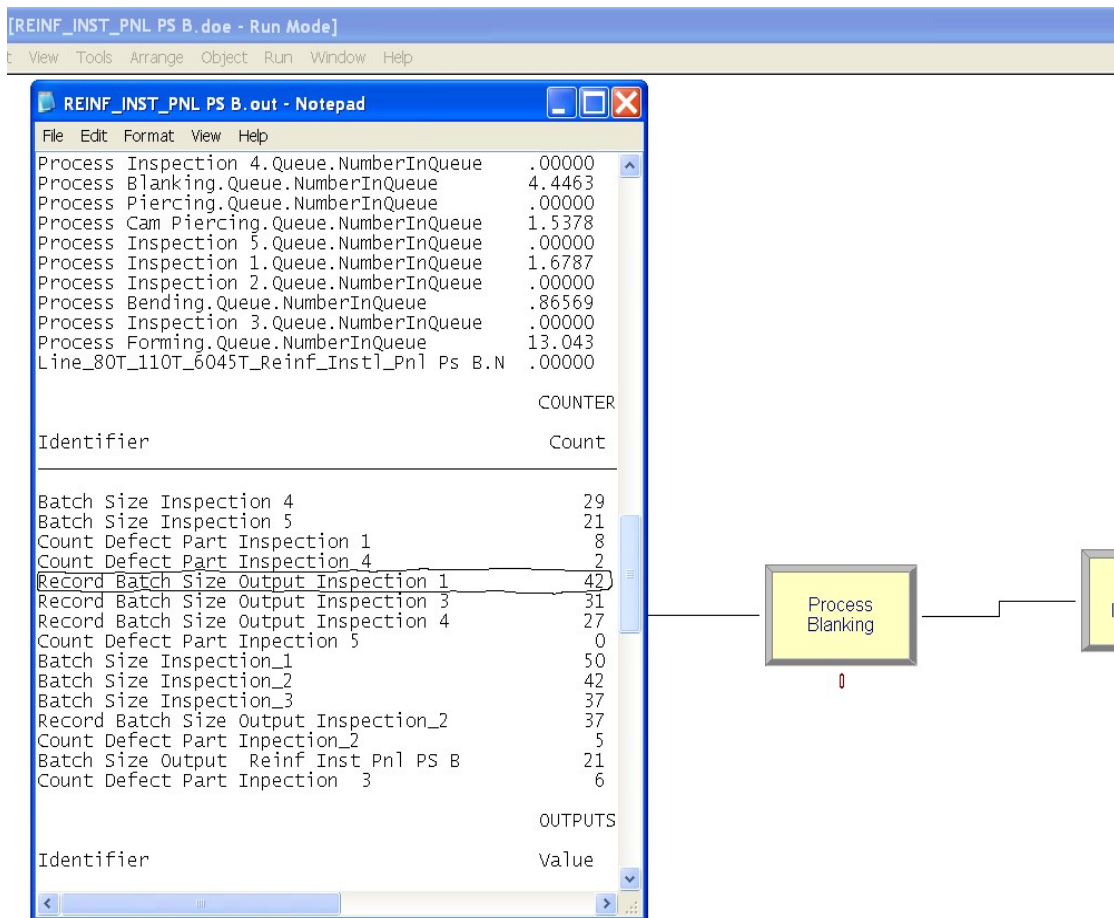 [REINF_INST_PNL PS B.doe - Run Mode]
View Tools Arrange Object Run Window Help
REINF_INST_PNL PS B.out - Notepad
File Edit Format View Help
Process Inspection 4.Queue.NumberInQueue .00000
Process Blanking.Queue.NumberInQueue 4.4463
Process Piercing.Queue.NumberInQueue .00000
Process Cam Piercing.Queue.NumberInQueue 1.5378
Process Inspection 5.Queue.NumberInQueue .00000
Process Inspection 1.Queue.NumberInQueue 1.6787
Process Inspection 2.Queue.NumberInQueue .00000
Process Bending.Queue.NumberInQueue .86569
Process Inspection 3.Queue.NumberInQueue .00000
Process Forming.Queue.NumberInQueue 13.043
Line_80T_110T_6045T_Reinf_Instl_Pnl Ps B.N .00000
COUNTER
Identifier Count
Batch Size Inspection 4 29
Batch Size Inspection 5 21
Count Defect Part Inspection 1 8
Count Defect Part Inspection 4 2
Record Batch Size Output Inspection 1 42
Record Batch Size Output Inspection 3 31
Record Batch Size Output Inspection 4 27
Count Defect Part Inpection 5 0
Batch Size Inspection_1 50
Batch Size Inspection_2 42
Batch Size Inspection_3 37
Record Batch Size Output Inspection_2 37
Count Defect Part Inpection_2 5
Batch Size Output  Reinf Inst Pnl PS B 21
Count Defect Part Inpection  3 6
OUTPUTS
Identifier Value
Process
Blanking
0